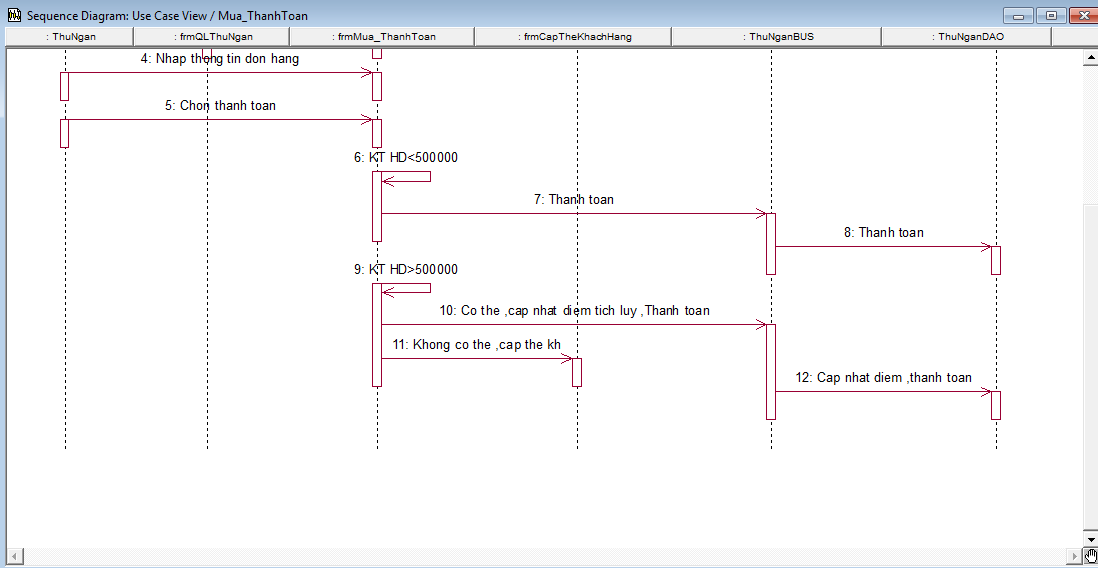 Sequence Diagram: Use Case View / Mua_ThanhToan
: ThuNgan
: frmQLThuNgan
: frmMua_ThanhToan
: frmCapTheKhachHang
: ThuNganBUS
: ThuNganDAO
4: Nhap thong tin don hang
5: Chon thanh toan
6: KT HD<500000
7: Thanh toan
8: Thanh toan
9: KT HD>500000
10: Co the ,cap nhat diem tich luy ,Thanh toan
11: Khong co the ,cap the kh
12: Cap nhat diem ,thanh toan